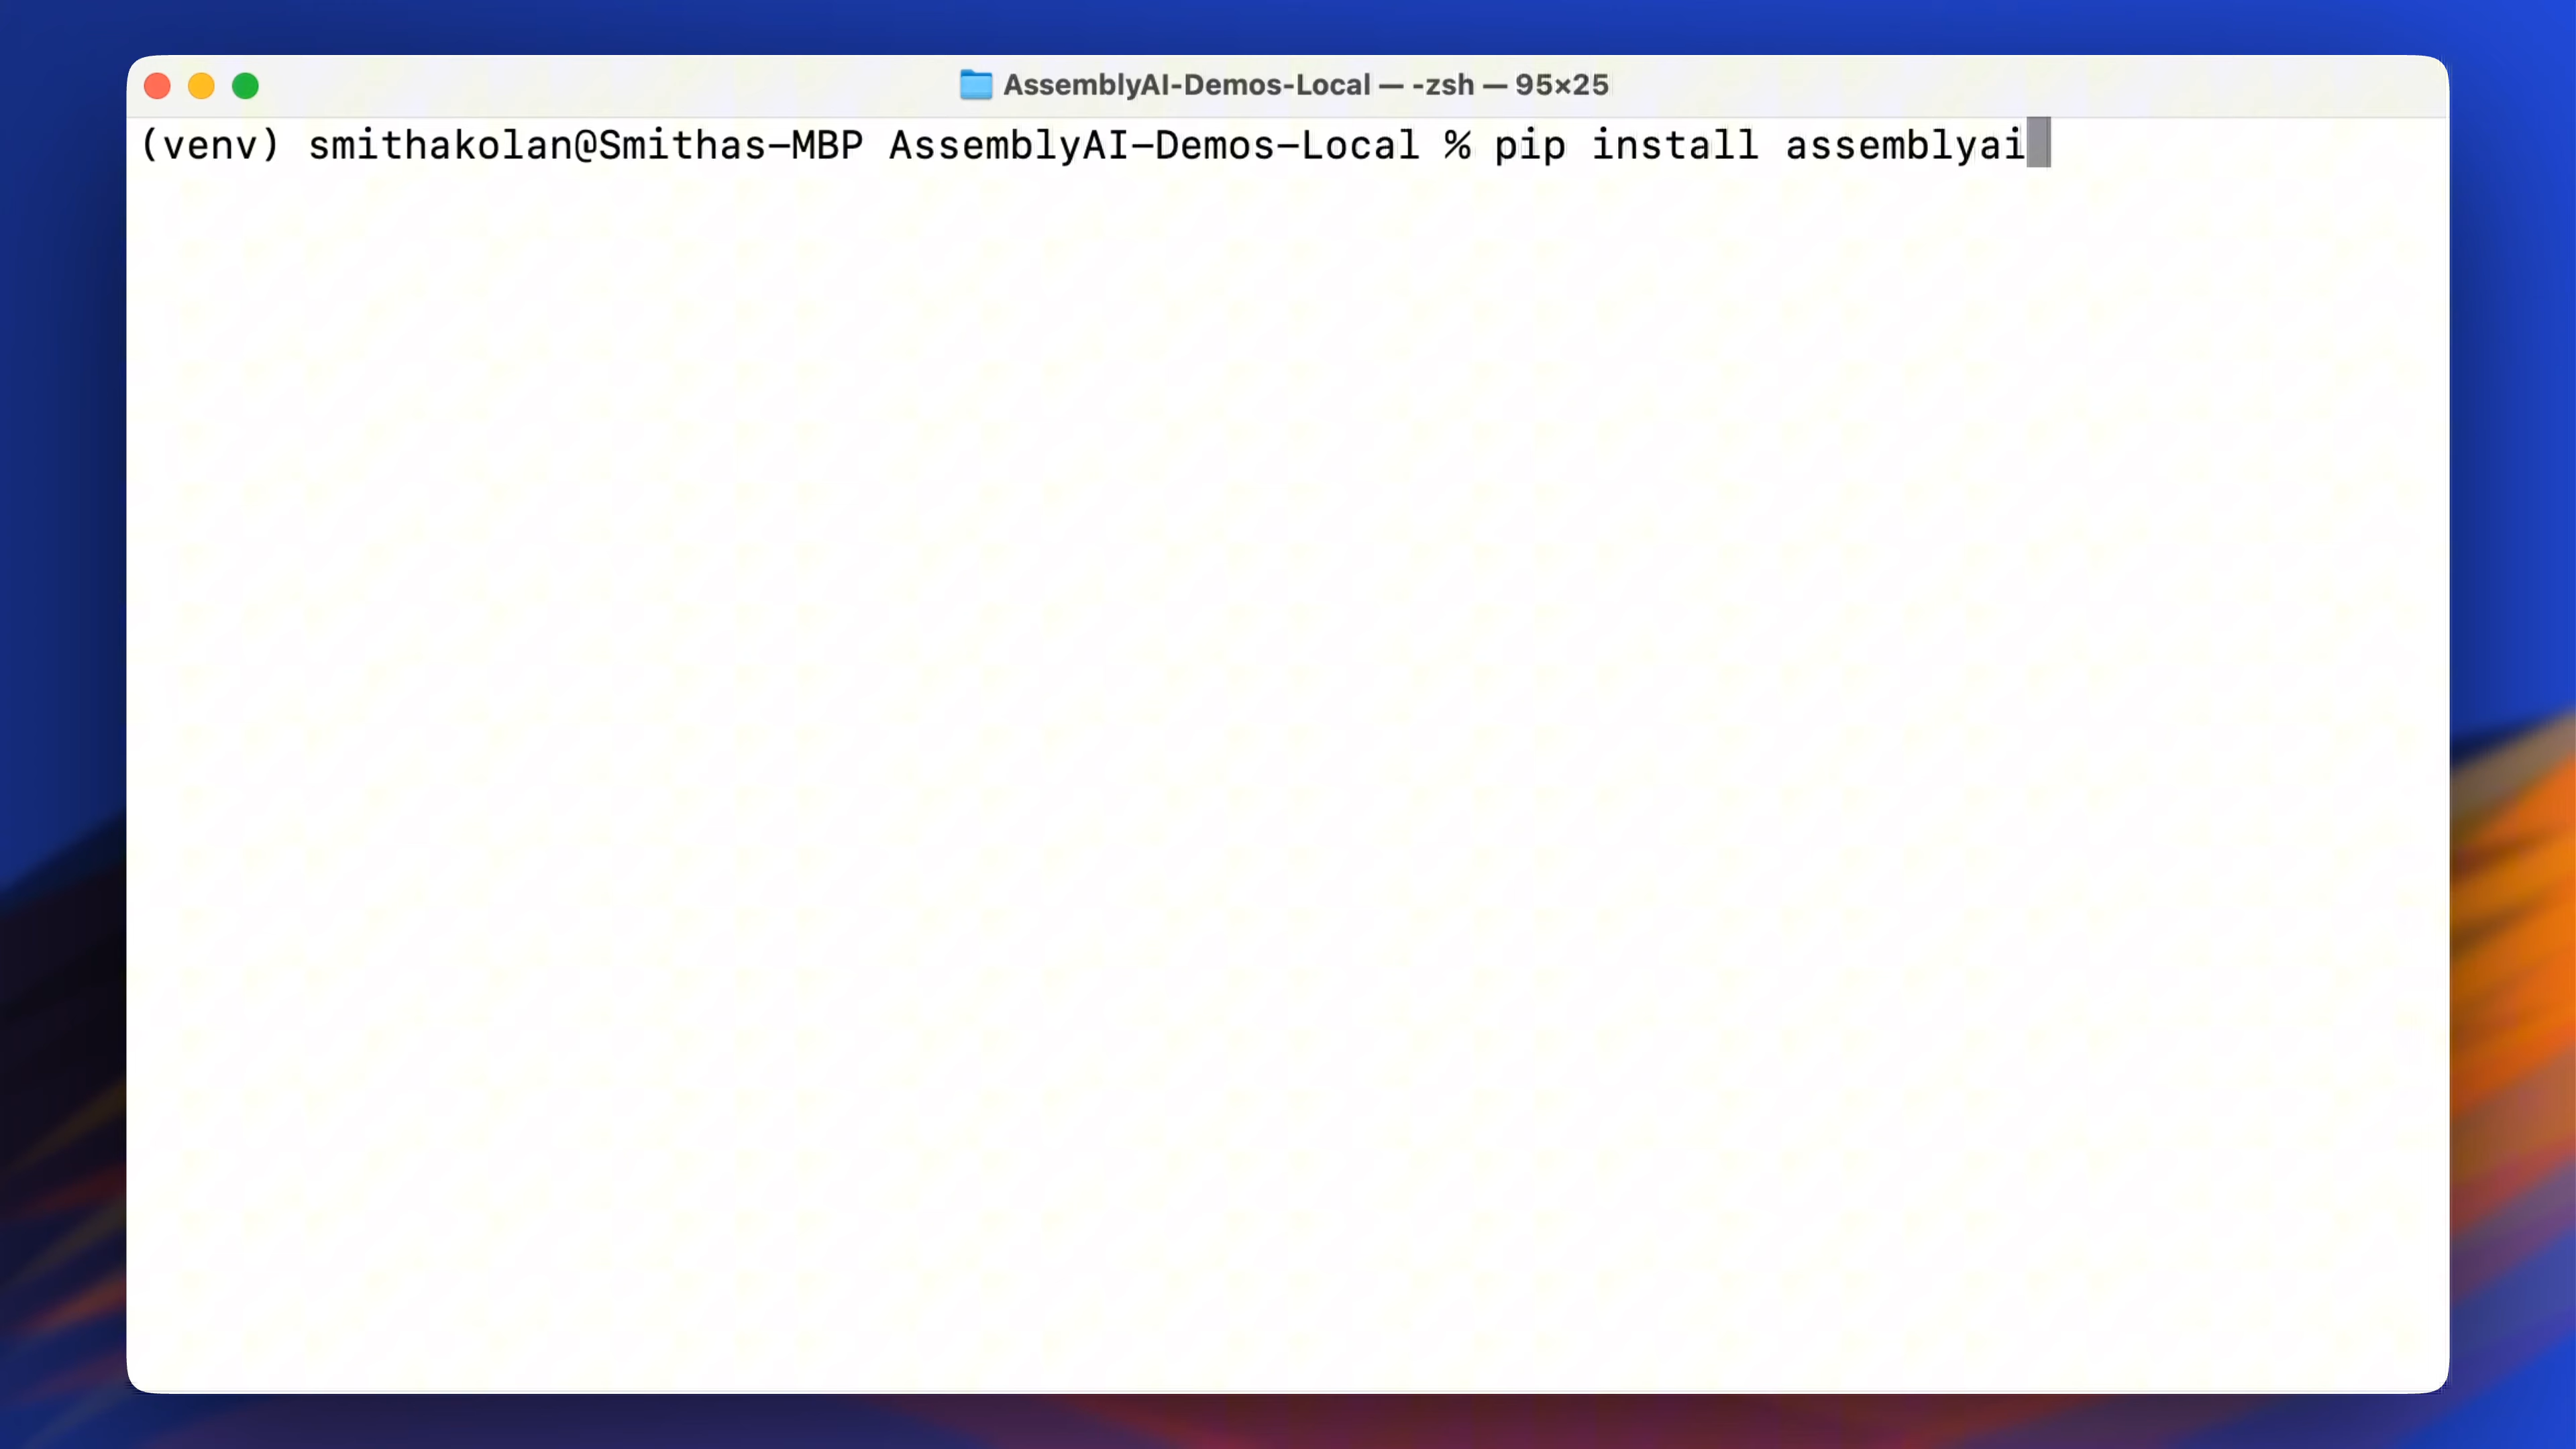 AssemblyAI-Demos-Local — -zsh — 95×25
(venv) smithakolan@Smithas-MBP AssemblyAI-Demos-Local % pip install assemblyai